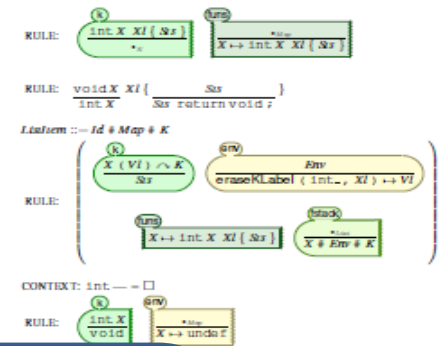 k funs
RULE: int X Xl { Sts } •Map
•K X ↦ int X Xl { Sts }
RULE: void X Xl { Sts }
int X Sts return void ;
ListItem ::= Id # Map # K
k env
X ( Vl ) ↷ K Env
Sts eraseKLabel ( int_, Xl ) ↦ Vl
RULE:
funs fstack
X ↦ int X Xl { Sts } •List
X # Env # K
CONTEXT: int — = □
k env
RULE: int X •Map
void X ↦ undef